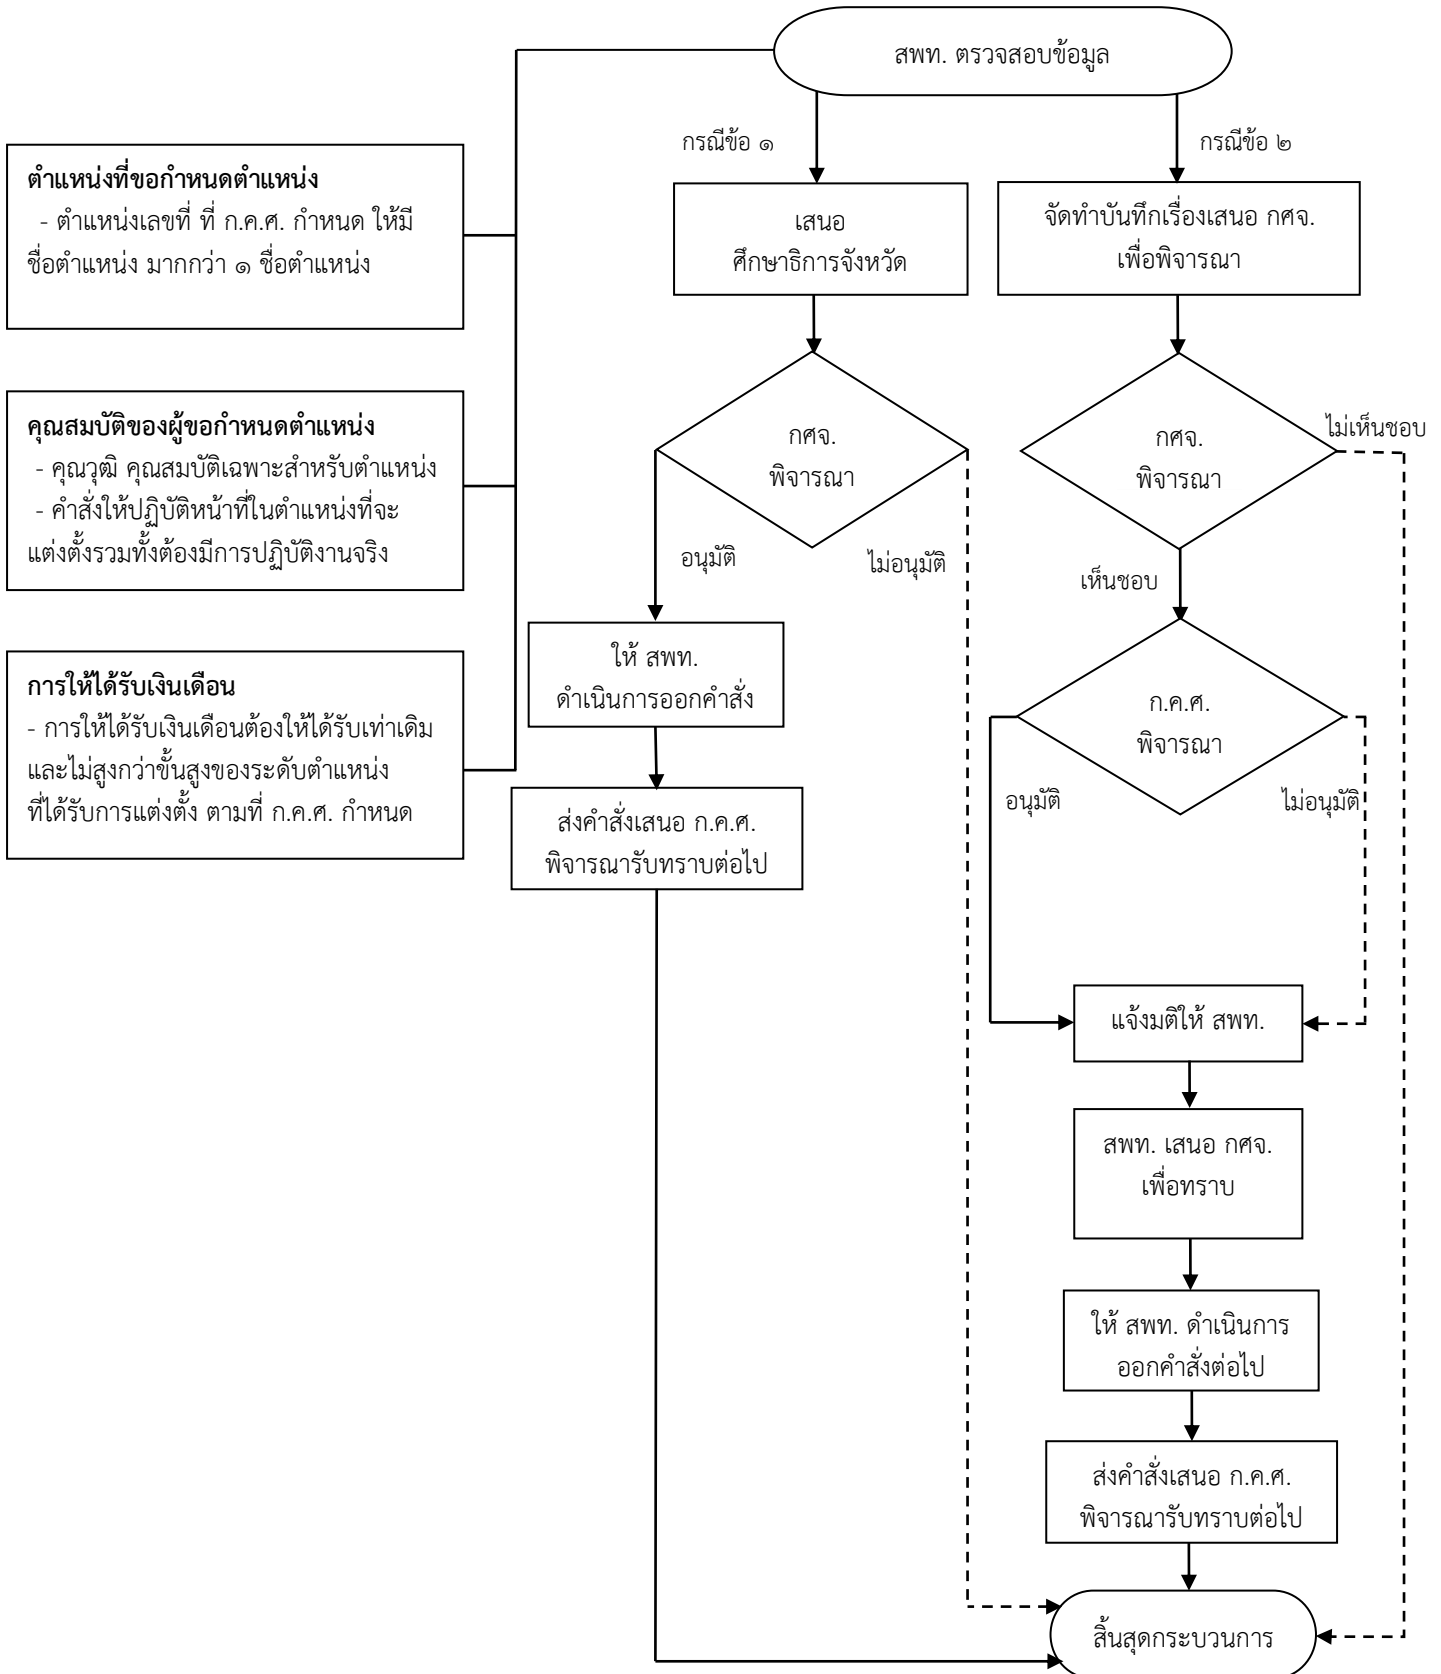 สพท. ตรวจสอบข้อมูล
กรณีข้อ ๑
กรณีข้อ ๒
ตำแหน่งที่ขอกำหนดตำแหน่ง
- ตำแหน่งเลขที่ ที่ ก.ค.ศ. กำหนด ให้มี
ชื่อตำแหน่ง มากกว่า ๑ ชื่อตำแหน่ง
คุณสมบัติของผู้ขอกำหนดตำแหน่ง
- คุณวุฒิ คุณสมบัติเฉพาะสำหรับตำแหน่ง
- คำสั่งให้ปฏิบัติหน้าที่ในตำแหน่งที่จะ
แต่งตั้งรวมทั้งต้องมีการปฏิบัติงานจริง
การให้ได้รับเงินเดือน
- การให้ได้รับเงินเดือนต้องให้ได้รับเท่าเดิม
และไม่สูงกว่าขั้นสูงของระดับตำแหน่ง
ที่ได้รับการแต่งตั้ง ตามที่ ก.ค.ศ. กำหนด
เสนอ
ศึกษาธิการจังหวัด
กศจ.
พิจารณา
อนุมัติ
ไม่อนุมัติ
ให้ สพท.
ดำเนินการออกคำสั่ง
ส่งคำสั่งเสนอ ก.ค.ศ.
พิจารณารับทราบต่อไป
จัดทำบันทึกเรื่องเสนอ กศจ.
เพื่อพิจารณา
กศจ.
พิจารณา
ไม่เห็นชอบ
เห็นชอบ
ก.ค.ศ.
พิจารณา
อนุมัติ
ไม่อนุมัติ
แจ้งมติให้ สพท.
สพท. เสนอ กศจ.
เพื่อทราบ
ให้ สพท. ดำเนินการ
ออกคำสั่งต่อไป
ส่งคำสั่งเสนอ ก.ค.ศ.
พิจารณารับทราบต่อไป
สิ้นสุดกระบวนการ